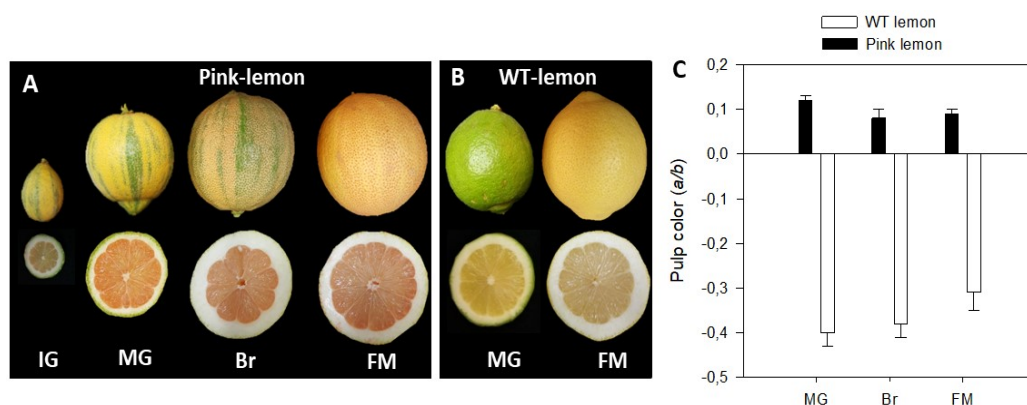 A Pink-lemon
IG MG Br FM
B WT-lemon
MG FM
WT lemon
Pink lemon
C
Pulp color (a/b)
0,2
0,1
0,0
-0,1
-0,2
-0,3
-0,4
-0,5
MG Br FM